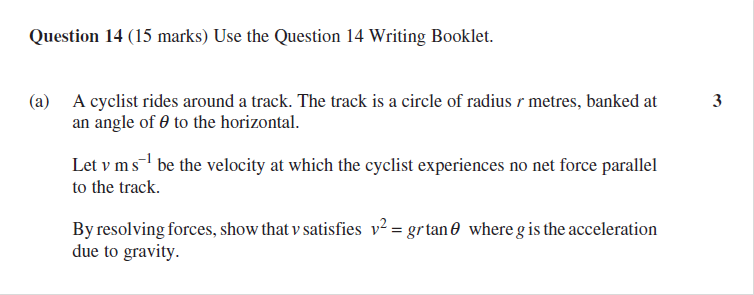 Question 14 (15 marks) Use the Question 14 Writing Booklet.
(a) A cyclist rides around a track. The track is a circle of radius r metres, banked at 3
an angle of θ to the horizontal.
Let v m s⁻¹ be the velocity at which the cyclist experiences no net force parallel
to the track.
By resolving forces, show that v satisfies v² = gr tan θ where g is the acceleration
due to gravity.